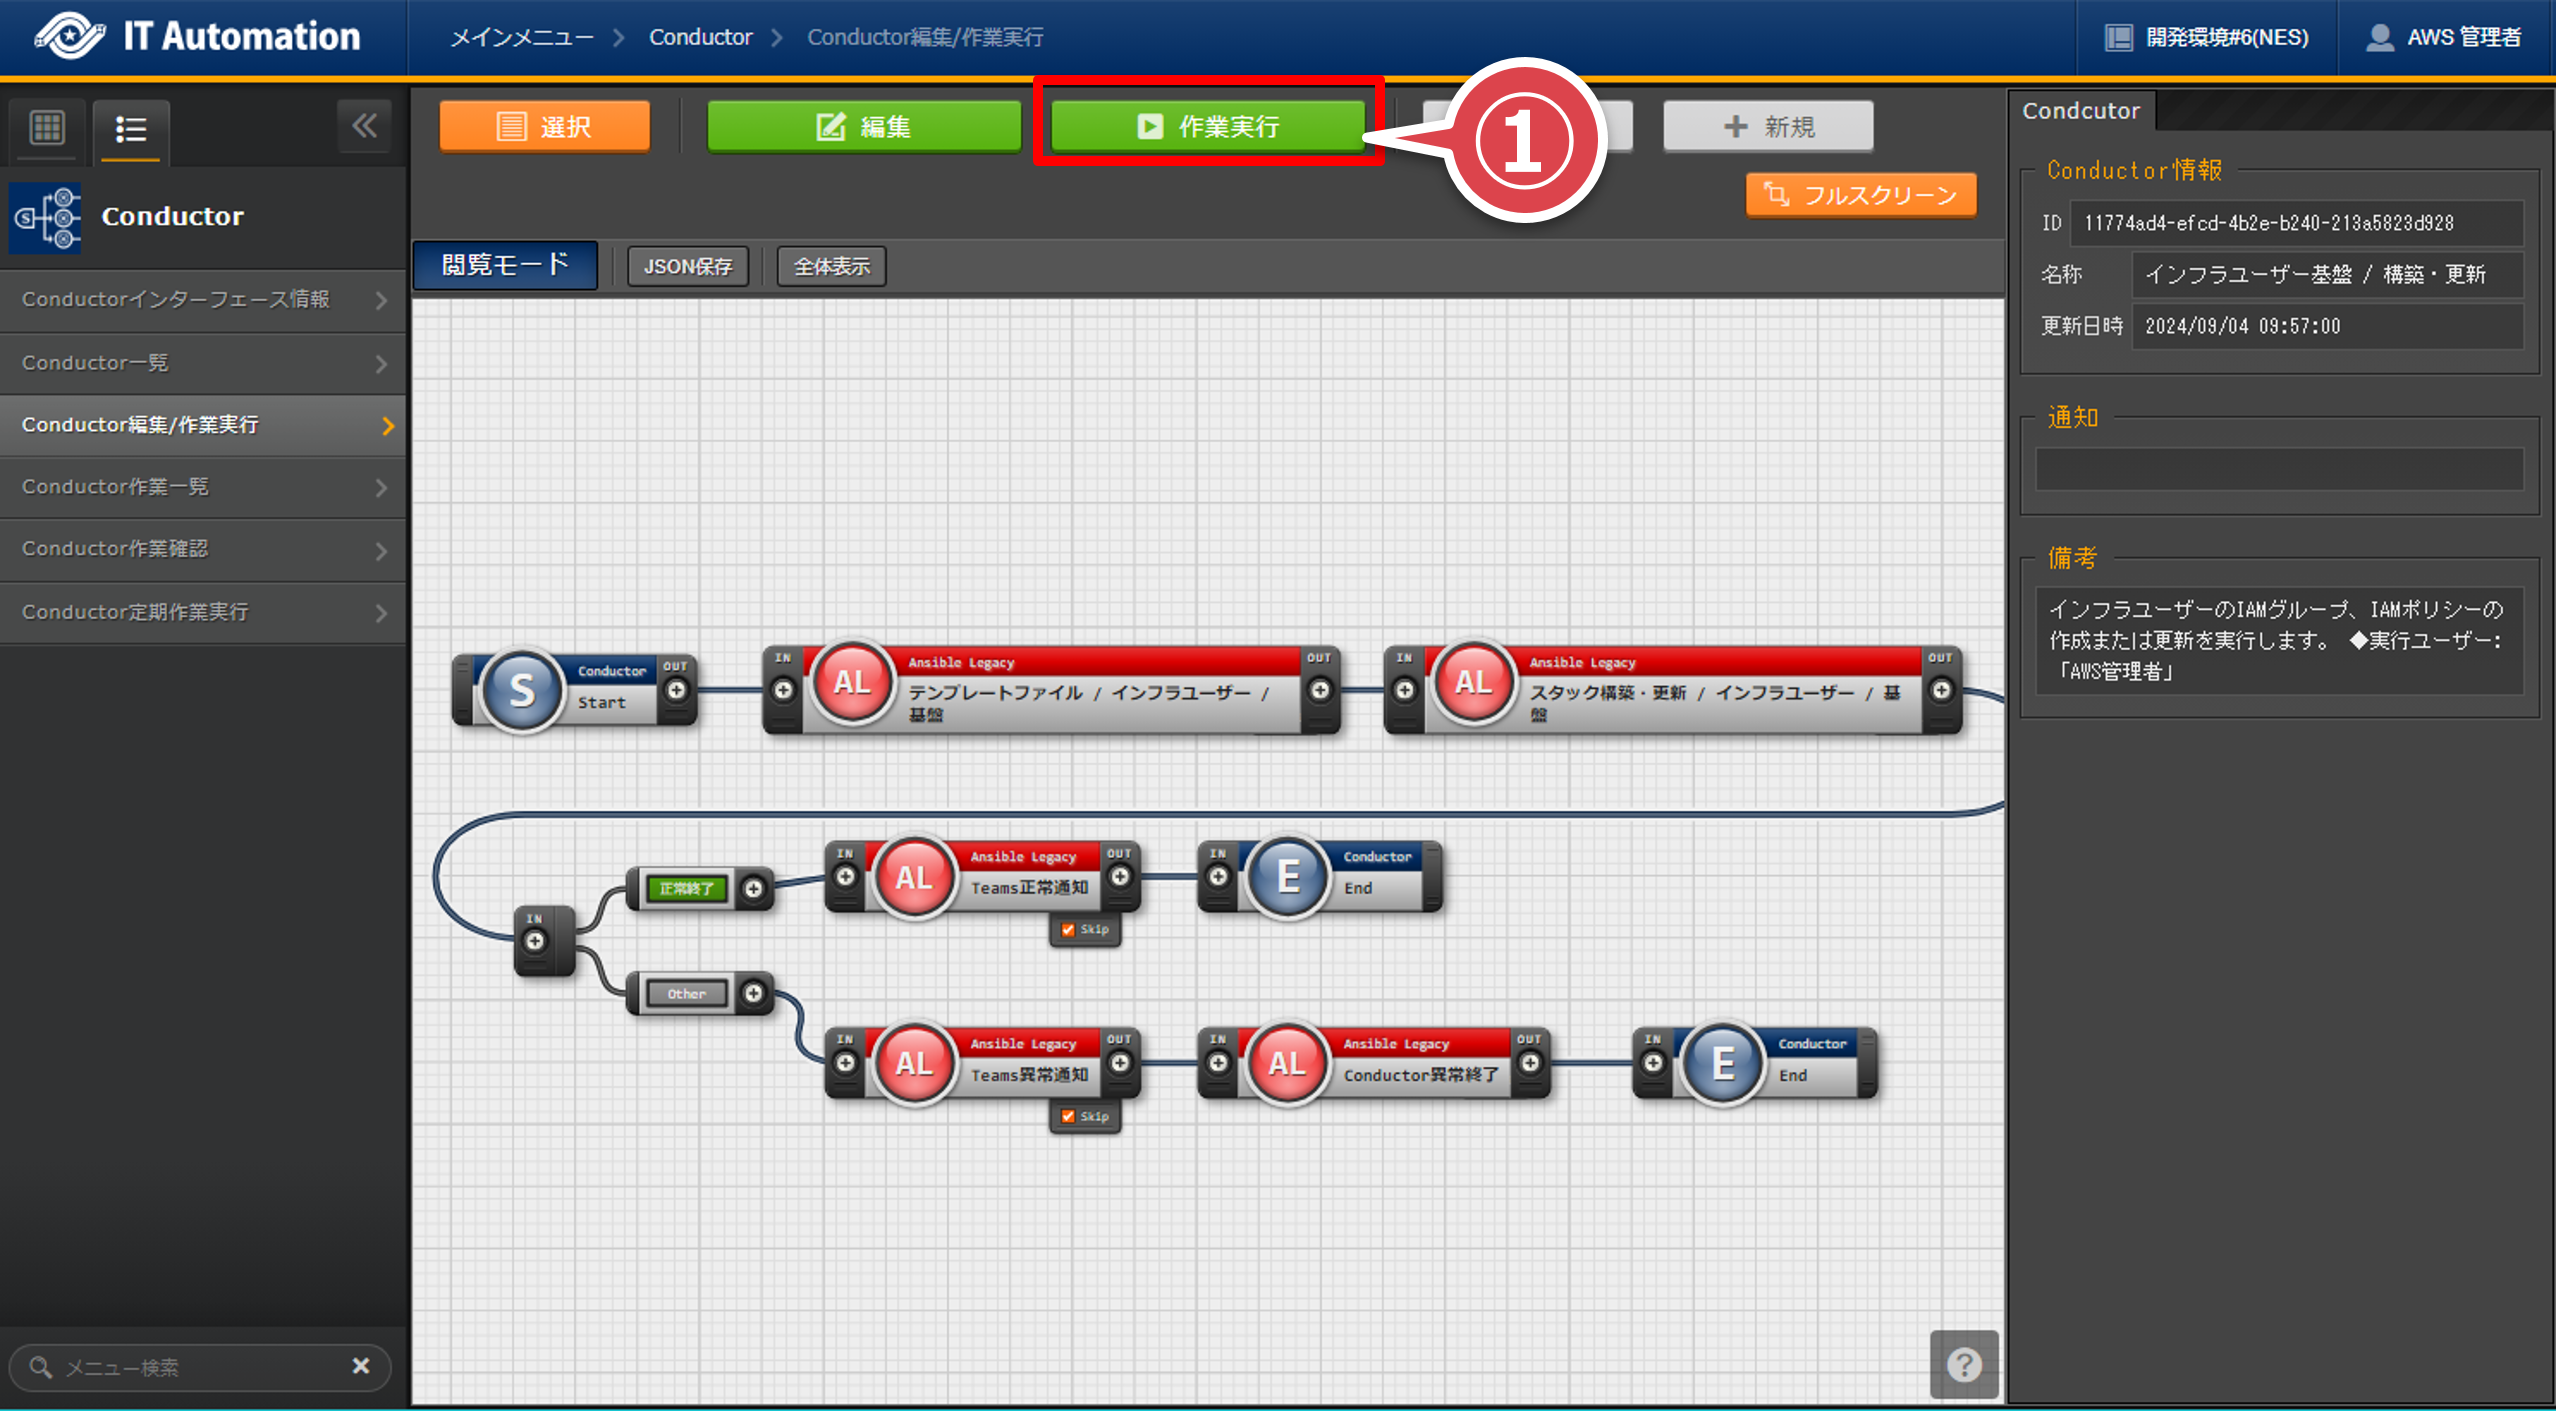 IT Automation
メインメニュー > Conductor > Conductor編集/作業実行
開発環境#6(NES)
AWS 管理者
選択
編集
作業実行
①
新規
フルスクリーン
Conductor
Conductorインターフェース情報
Conductor一覧
Conductor編集/作業実行
Conductor作業一覧
Conductor作業確認
Conductor定期作業実行
メニュー検索
閲覧モード
JSON保存
全体表示
S
Conductor
Start
OUT
IN
AL
Ansible Legacy
テンプレートファイル / インフラユーザー /
基盤
OUT
IN
AL
Ansible Legacy
スタック構築・更新 / インフラユーザー / 基
盤
OUT
IN
正常終了
Other
IN
AL
Ansible Legacy
Teams正常通知
OUT
Skip
IN
E
Conductor
End
IN
AL
Ansible Legacy
Teams異常通知
OUT
Skip
IN
AL
Ansible Legacy
Conductor異常終了
OUT
IN
E
Conductor
End
?
Condcutor
Conductor情報
ID 11774ad4-efcd-4b2e-b240-213a5823d928
名称 インフラユーザー基盤 / 構築・更新
更新日時 2024/09/04 09:57:00
通知
備考
インフラユーザーのIAMグループ、IAMポリシーの
作成または更新を実行します。 ◆実行ユーザー：
「AWS管理者」